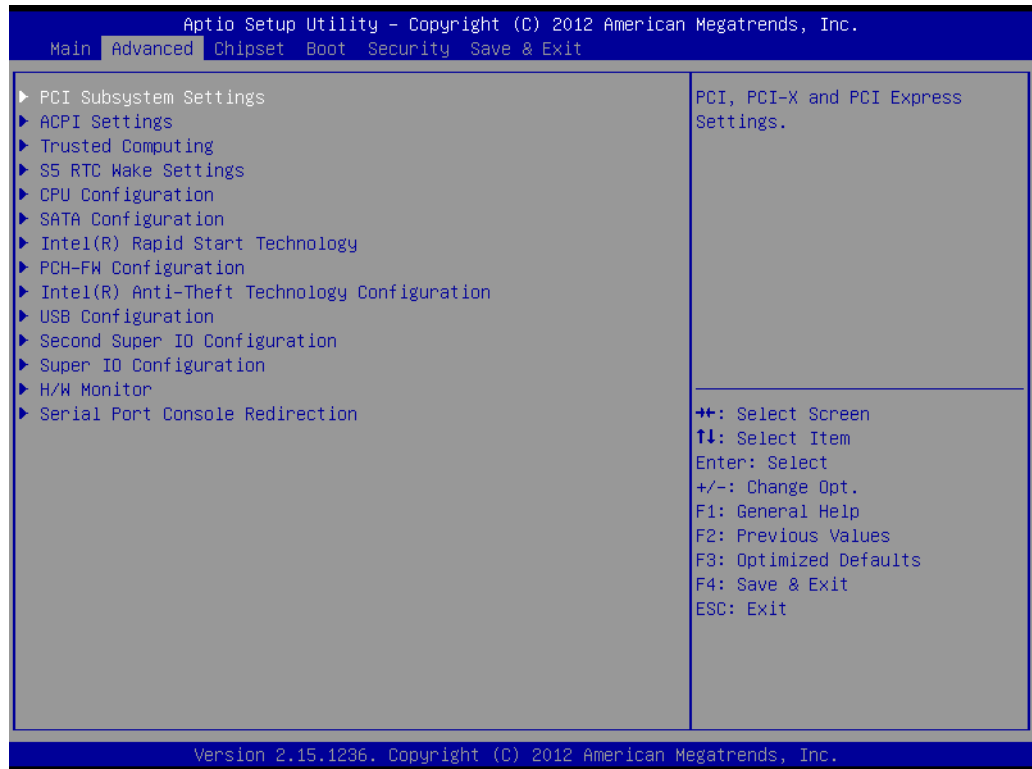 Aptio Setup Utility – Copyright (C) 2012 American Megatrends, Inc.
Main Advanced Chipset Boot Security Save & Exit
▶ PCI Subsystem Settings
▶ ACPI Settings
▶ Trusted Computing
▶ S5 RTC Wake Settings
▶ CPU Configuration
▶ SATA Configuration
▶ Intel(R) Rapid Start Technology
▶ PCH-FW Configuration
▶ Intel(R) Anti-Theft Technology Configuration
▶ USB Configuration
▶ Second Super IO Configuration
▶ Super IO Configuration
▶ H/W Monitor
▶ Serial Port Console Redirection
PCI, PCI-X and PCI Express
Settings.
→←: Select Screen
↑↓: Select Item
Enter: Select
+/-: Change Opt.
F1: General Help
F2: Previous Values
F3: Optimized Defaults
F4: Save & Exit
ESC: Exit
Version 2.15.1236. Copyright (C) 2012 American Megatrends, Inc.